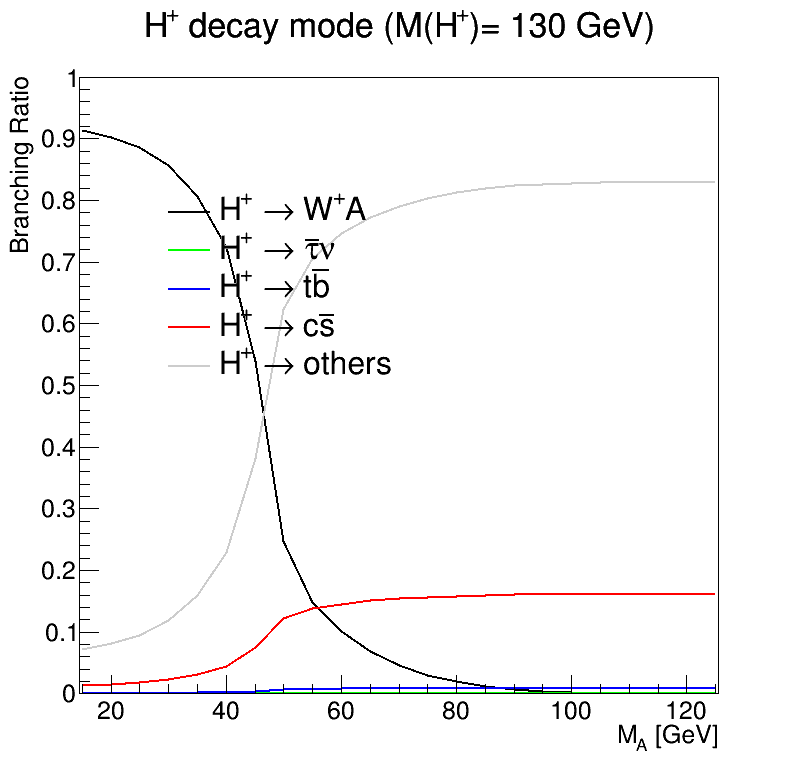 H⁺ decay mode (M(H⁺)= 130 GeV)
Branching Ratio
1
0.9
0.8
0.7
0.6
0.5
0.4
0.3
0.2
0.1
0
H⁺ → W⁺A
H⁺ → τ̅ν
H⁺ → tb̅
H⁺ → cs̅
H⁺ → others
20 40 60 80 100 120
M_A [GeV]